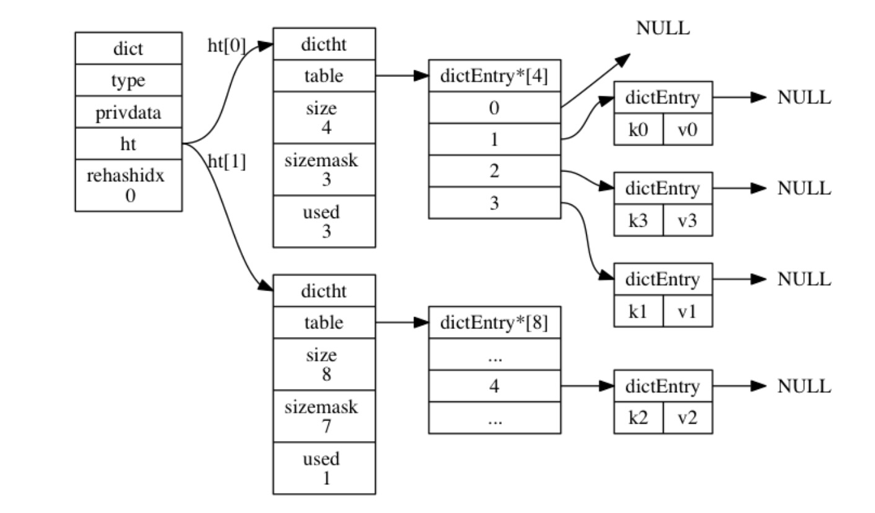 dict
type
privdata
ht
rehashidx
0
ht[0]
ht[1]
dictht
table
size
4
sizemask
3
used
3
dictEntry*[4]
0
1
2
3
NULL
dictEntry
k0 v0
NULL
dictEntry
k3 v3
NULL
dictEntry
k1 v1
NULL
dictht
table
size
8
sizemask
7
used
1
dictEntry*[8]
...
4
...
dictEntry
k2 v2
NULL